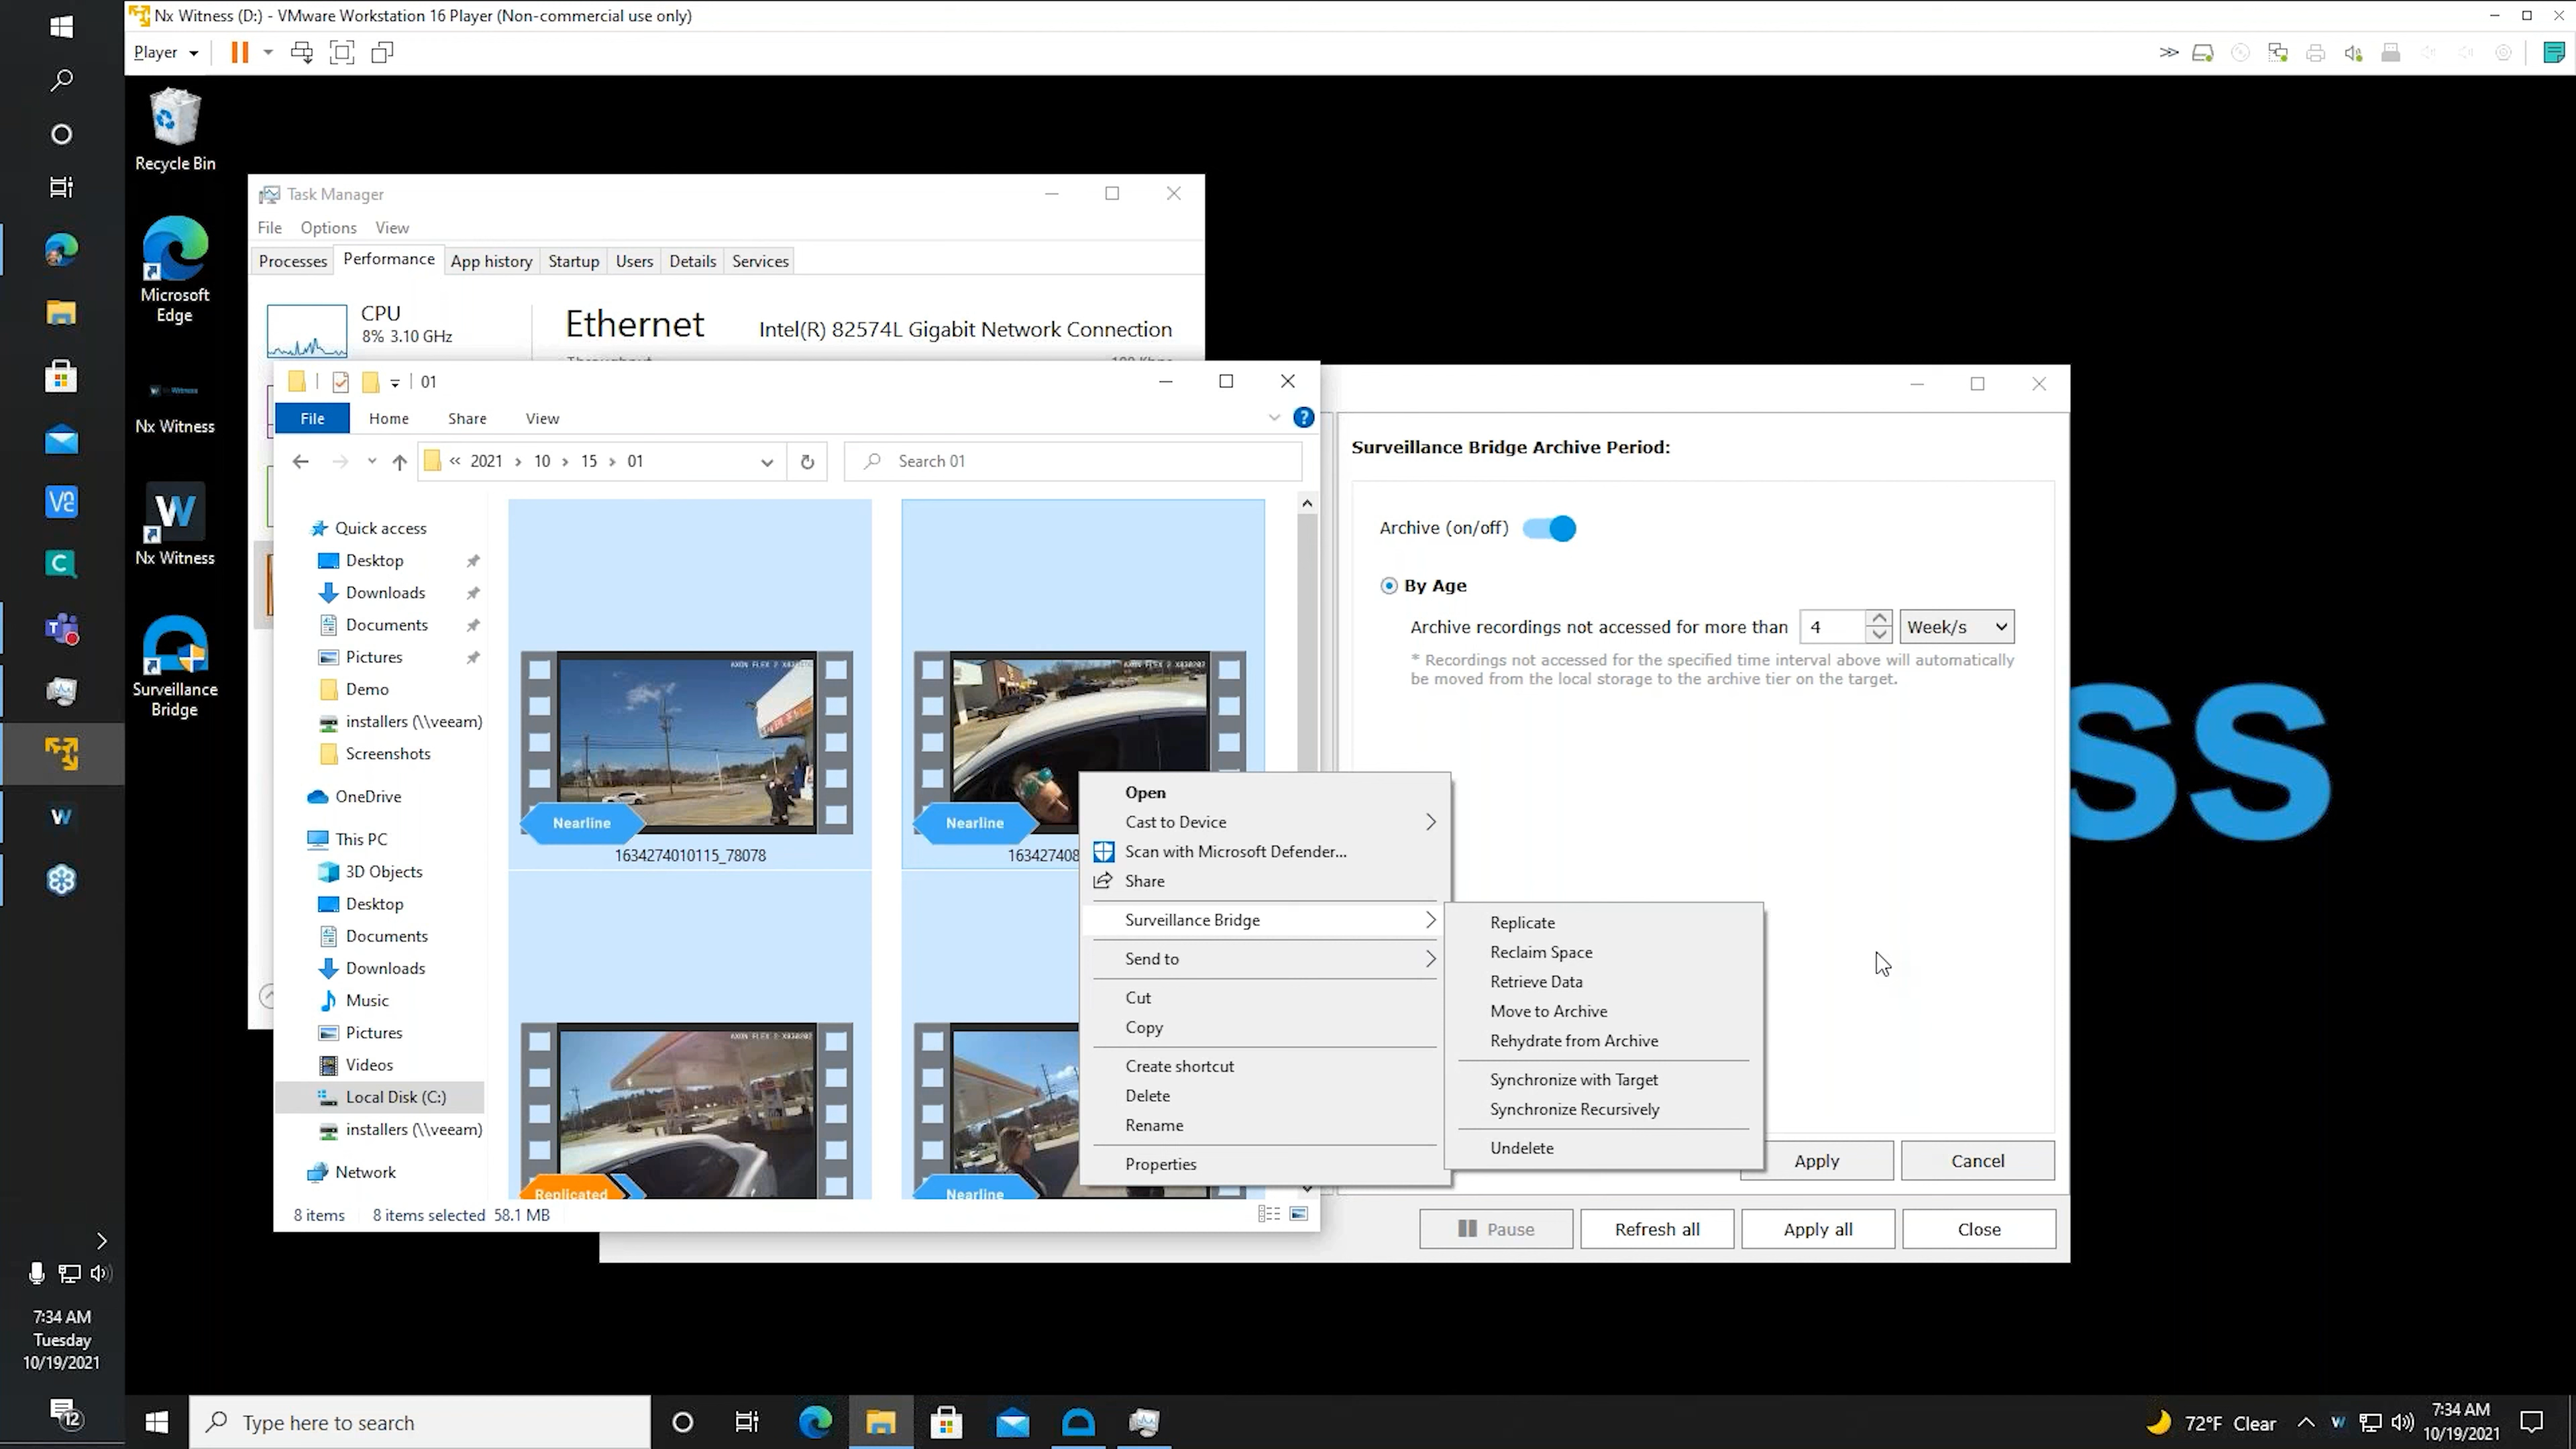 Nx Witness (D:) - VMware Workstation 16 Player (Non-commercial use only)
Player
Recycle Bin
Microsoft
Edge
Nx Witness
W
Nx Witness
Surveillance
Bridge
Task Manager
File Options View
Processes Performance App history Startup Users Details Services
CPU
8% 3.10 GHz
Ethernet
Intel(R) 82574L Gigabit Network Connection
01
File Home Share View
« 2021 > 10 > 15 > 01
Search 01
Quick access
Desktop
Downloads
Documents
Pictures
Demo
installers (\\veeam)
Screenshots
OneDrive
This PC
3D Objects
Desktop
Documents
Downloads
Music
Pictures
Videos
Local Disk (C:)
installers (\\veeam)
Network
Nearline
1634274010115_78078
Nearline
163427408
Replicated
Nearline
8 items 8 items selected 58.1 MB
Open
Cast to Device
Scan with Microsoft Defender...
Share
Surveillance Bridge
Send to
Cut
Copy
Create shortcut
Delete
Rename
Properties
Replicate
Reclaim Space
Retrieve Data
Move to Archive
Rehydrate from Archive
Synchronize with Target
Synchronize Recursively
Undelete
Surveillance Bridge Archive Period:
Archive (on/off)
By Age
Archive recordings not accessed for more than 4 Week/s
* Recordings not accessed for the specified time interval above will automatically
be moved from the local storage to the archive tier on the target.
Apply Cancel
Pause Refresh all Apply all Close
ss
7:34 AM
Tuesday
10/19/2021
12
Type here to search
72°F Clear
7:34 AM
10/19/2021